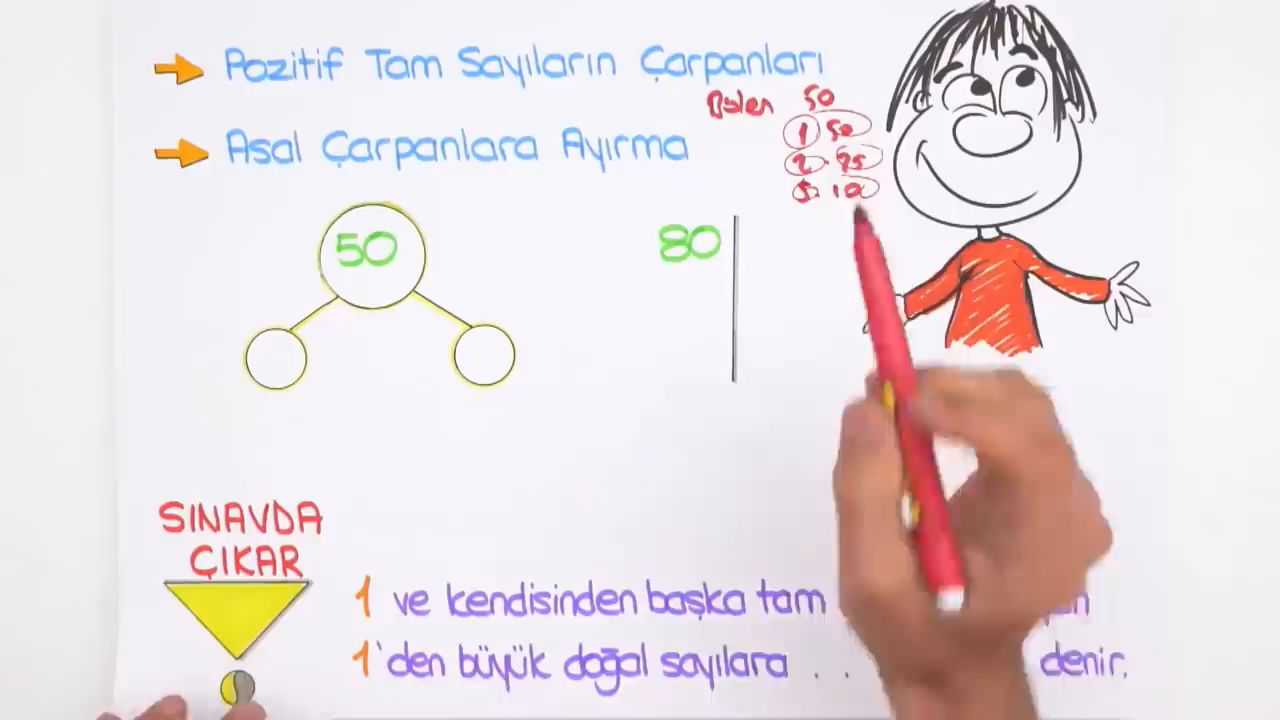 Pozitif Tam Sayıların Çarpanları
Bölen 50
1 50
Asal Çarpanlara Ayırma
2 · 25
5 · 10
50
80
SINAVDA
ÇIKAR
1 ve kendisinden başka tam
1'den büyük doğal sayılara . . denir.